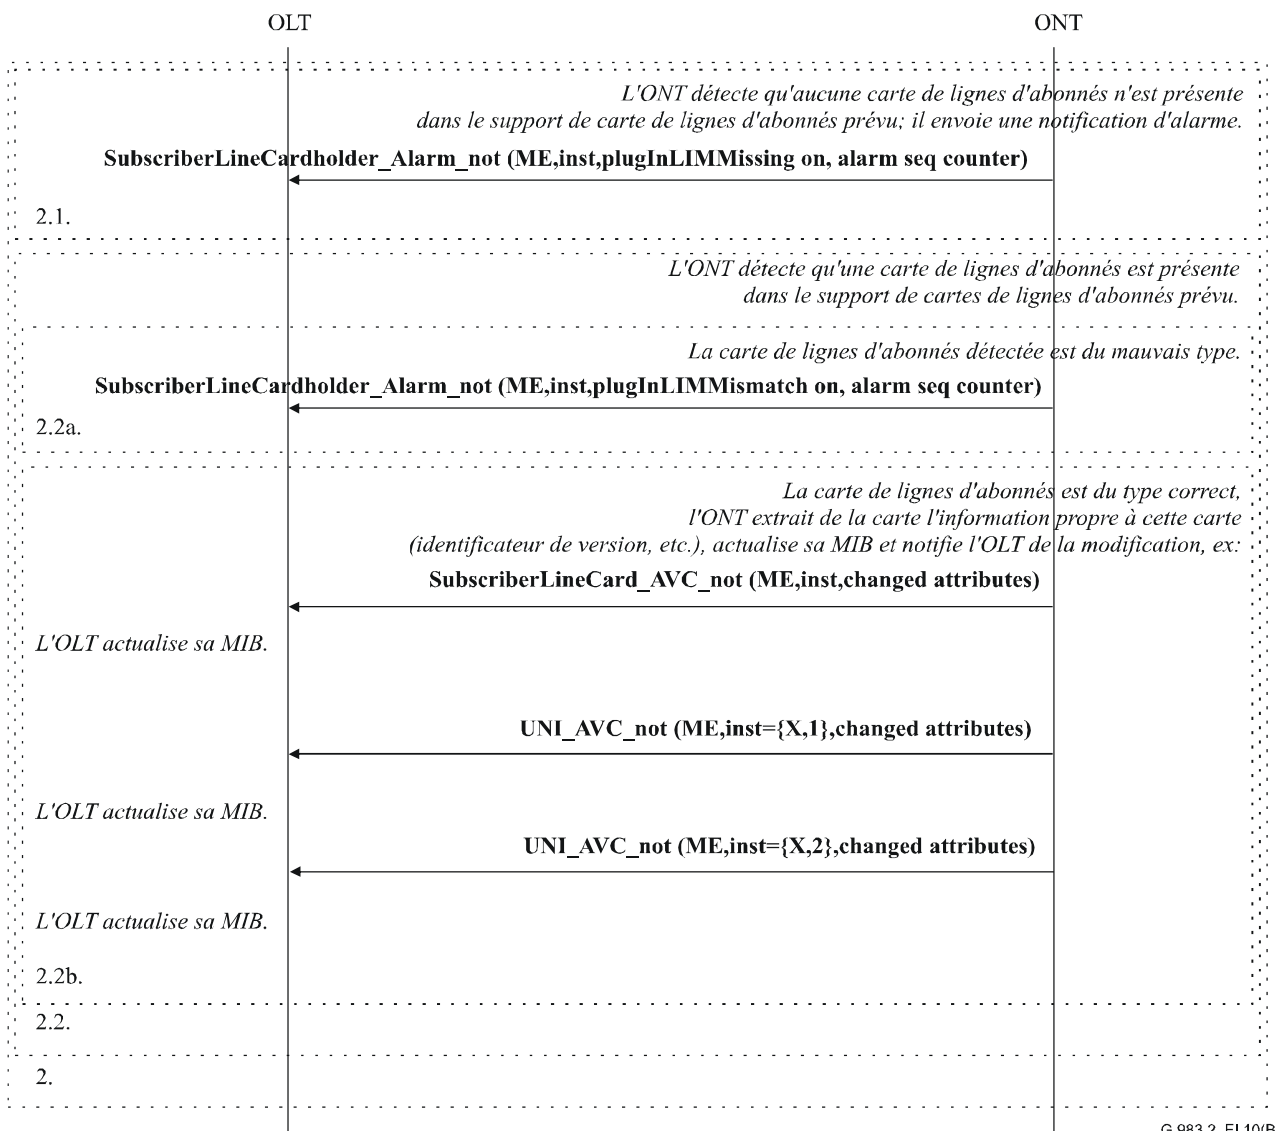 OLT
ONT
L'ONT détecte qu'aucune carte de lignes d'abonnés n'est présente
dans le support de carte de lignes d'abonnés prévu; il envoie une notification d'alarme.
SubscriberLineCardholder_Alarm_not (ME,inst,plugInLIMMissing on, alarm seq counter)
2.1.
L'ONT détecte qu'une carte de lignes d'abonnés est présente
dans le support de cartes de lignes d'abonnés prévu.
La carte de lignes d'abonnés détectée est du mauvais type.
SubscriberLineCardholder_Alarm_not (ME,inst,plugInLIMMismatch on, alarm seq counter)
2.2a.
La carte de lignes d'abonnés est du type correct,
l'ONT extrait de la carte l'information propre à cette carte
(identificateur de version, etc.), actualise sa MIB et notifie l'OLT de la modification, ex:
SubscriberLineCard_AVC_not (ME,inst,changed attributes)
L'OLT actualise sa MIB.
UNI_AVC_not (ME,inst={X,1},changed attributes)
L'OLT actualise sa MIB.
UNI_AVC_not (ME,inst={X,2},changed attributes)
L'OLT actualise sa MIB.
2.2b.
2.2.
2.